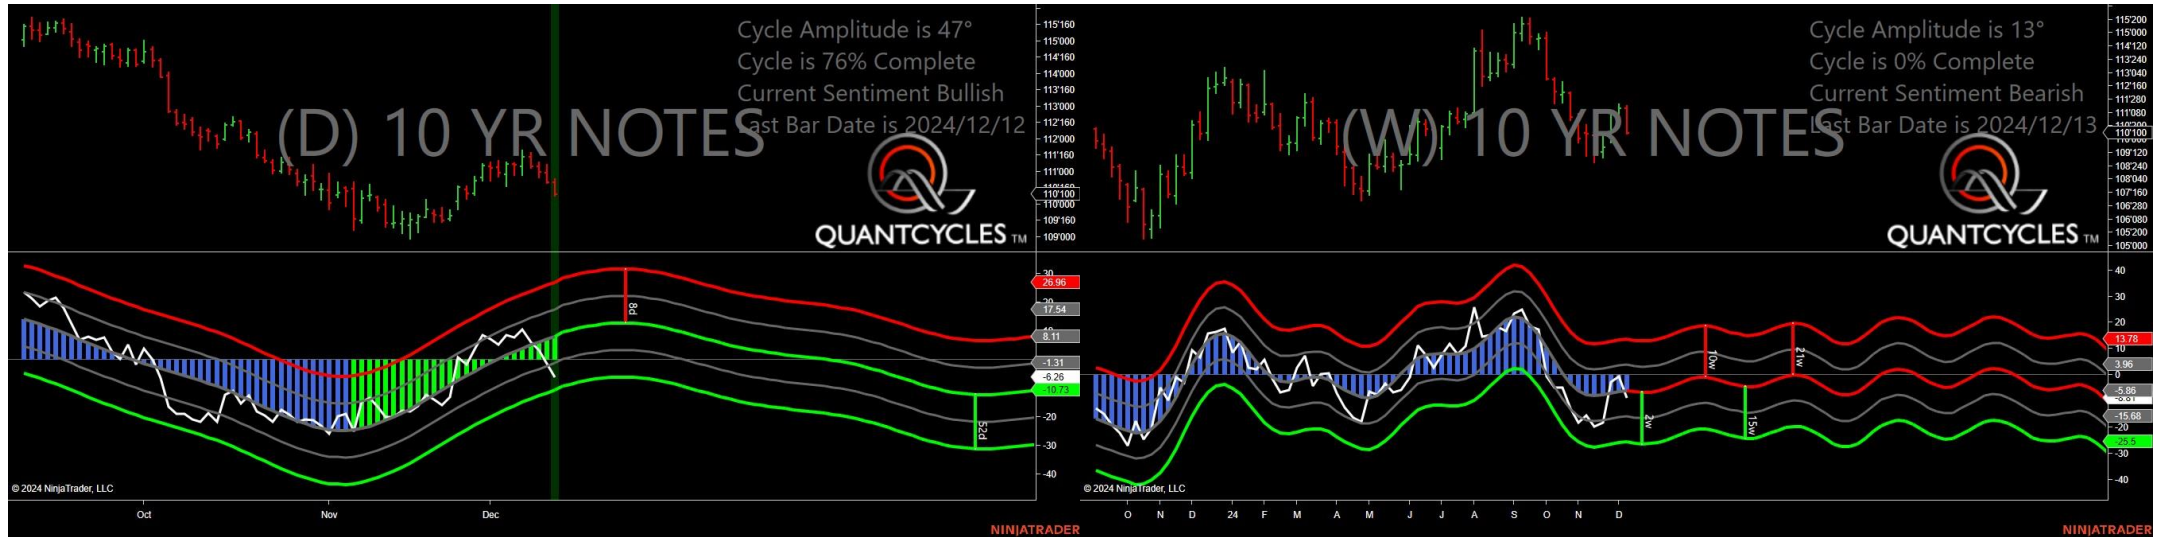 Cycle Amplitude is 47°
Cycle is 76% Complete
Current Sentiment Bullish
Last Bar Date is 2024/12/12
(D) 10 YR NOTES
QUANTCYCLES TM
115'160
115'000
114'160
114'000
113'160
113'000
112'160
112'000
111'160
111'000
110'160
110'100
110'000
109'160
109'000
30
26.96
17.54
8.11
-1.31
-6.26
-10.73
-20
-30
-40
8d
52d
© 2024 NinjaTrader, LLC
Oct
Nov
Dec
NINJATRADER
Cycle Amplitude is 13°
Cycle is 0% Complete
Current Sentiment Bearish
Last Bar Date is 2024/12/13
(W) 10 YR NOTES
QUANTCYCLES TM
115'200
115'000
114'120
113'240
113'040
112'160
111'280
111'080
110'100
109'120
108'240
108'040
107'160
106'280
106'080
105'200
105'000
40
30
20
13.78
10
3.96
0
-5.86
-15.68
-20
-25.5
-30
-40
2w
10w
15w
21w
© 2024 NinjaTrader, LLC
O N D 24 F M A M J J A S O N D
NINJATRADER